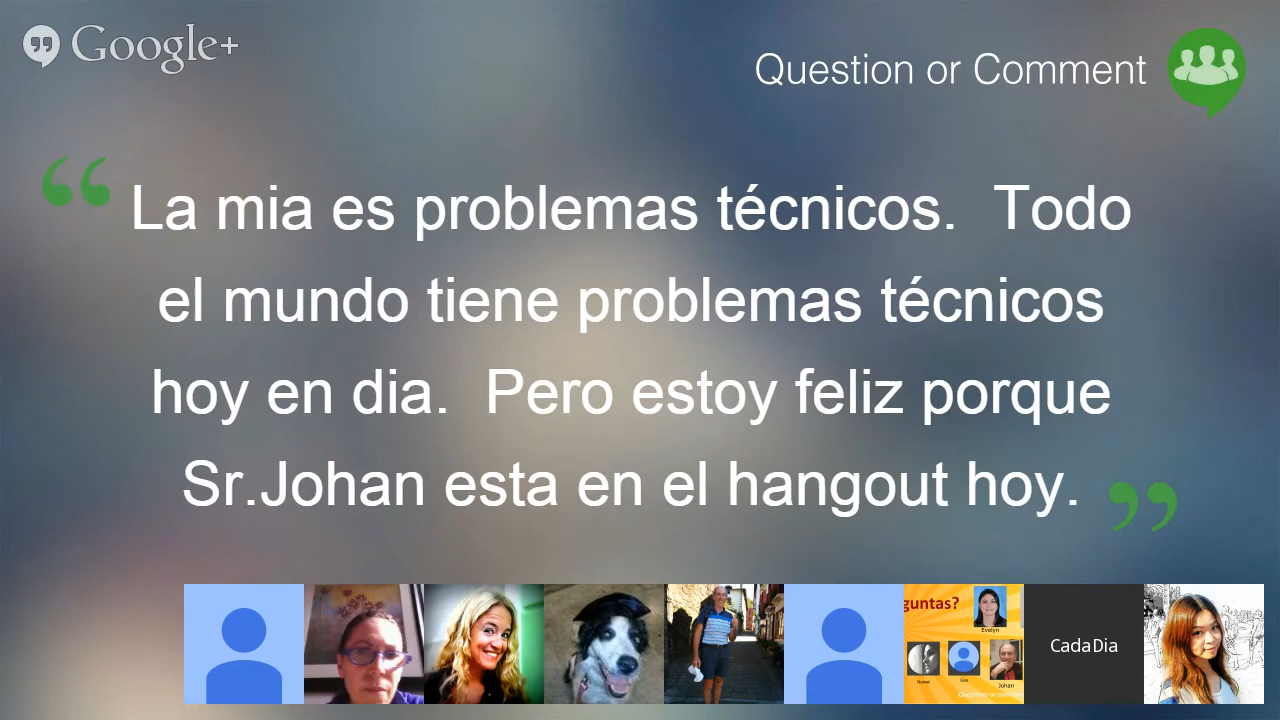 Google+
Question or Comment
“ La mia es problemas técnicos. Todo
el mundo tiene problemas técnicos
hoy en dia. Pero estoy feliz porque
Sr.Johan esta en el hangout hoy. ”
guntas?
Evelyn
Johan
CadaDia